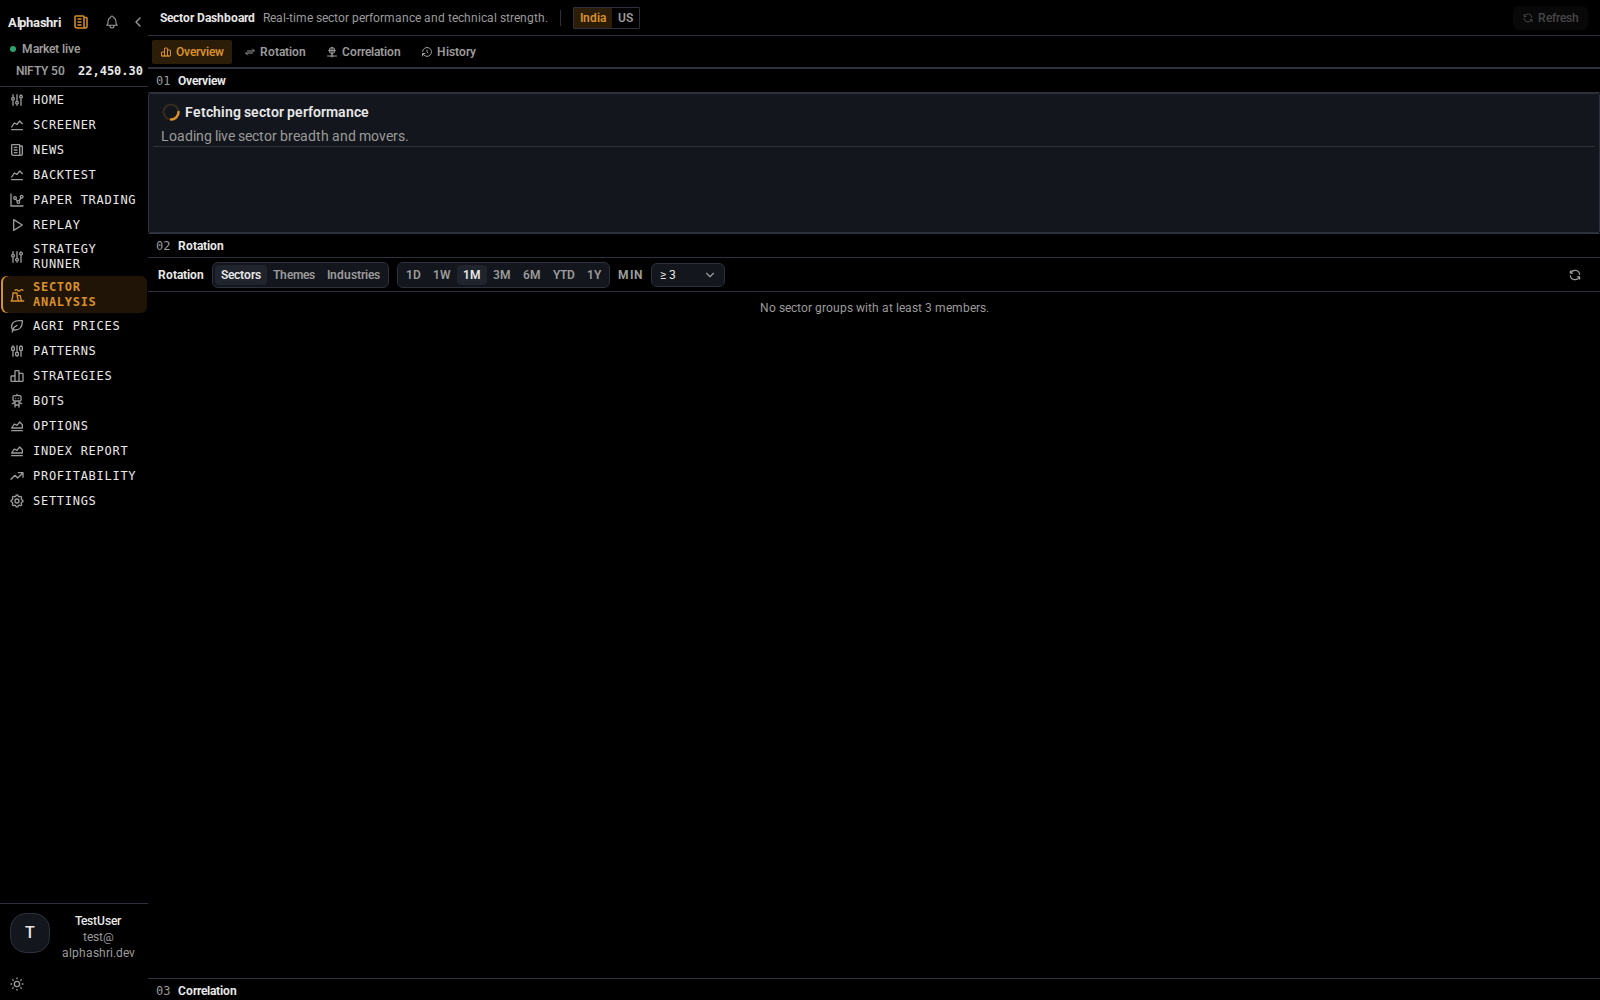 Alphashri
Market live
NIFTY 50 22,450.30
HOME
SCREENER
NEWS
BACKTEST
PAPER TRADING
REPLAY
STRATEGY
RUNNER
SECTOR
ANALYSIS
AGRI PRICES
PATTERNS
STRATEGIES
BOTS
OPTIONS
INDEX REPORT
PROFITABILITY
SETTINGS
TestUser
T
test@
alphashri.dev
Sector Dashboard Real-time sector performance and technical strength. India US Refresh
Overview Rotation Correlation History
01 Overview
Fetching sector performance
Loading live sector breadth and movers.
02 Rotation
Rotation Sectors Themes Industries 1D 1W 1M 3M 6M YTD 1Y MIN ≥ 3
No sector groups with at least 3 members.
03 Correlation